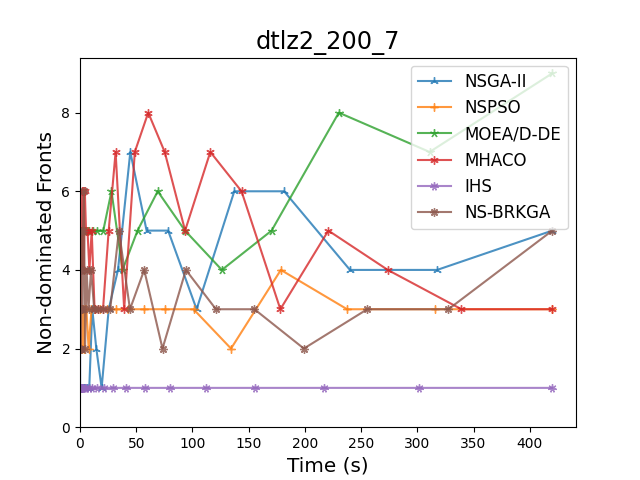 dtlz2_200_7
Non-dominated Fronts
8
6
4
2
0
NSGA-II
NSPSO
MOEA/D-DE
MHACO
IHS
NS-BRKGA
0 50 100 150 200 250 300 350 400
Time (s)